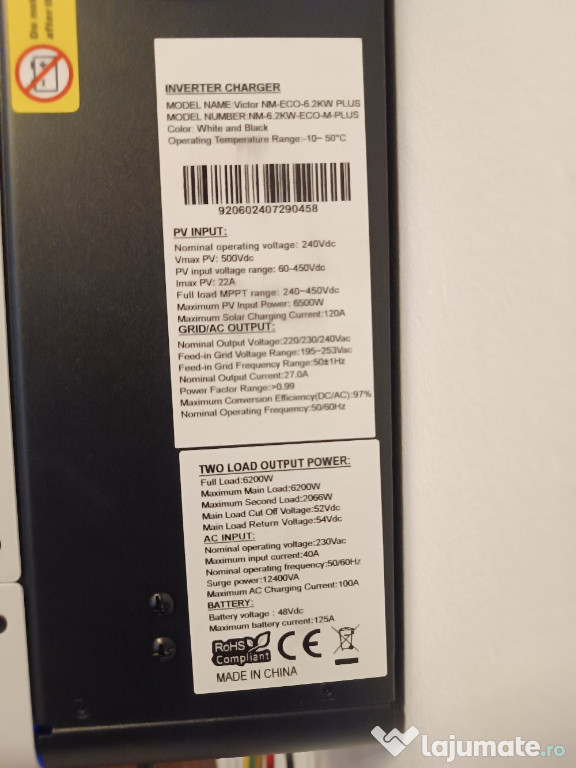 Do not
after th
INVERTER CHARGER
MODEL NAME:Victor NM-ECO-6.2KW PLUS
MODEL NUMBER:NM-6.2KW-ECO-M-PLUS
Color: White and Black
Operating Temperature Range:-10~ 50°C
920602407290458
PV INPUT:
Nominal operating voltage: 240Vdc
Vmax PV: 500Vdc
PV input voltage range: 60-450Vdc
Imax PV: 22A
Full load MPPT range: 240~450Vdc
Maximum PV Input Power: 6500W
Maximum Solar Charging Current:120A
GRID/AC OUTPUT:
Nominal Output Voltage:220/230/240Vac
Feed-in Grid Voltage Range:195~253Vac
Feed-in Grid Frequency Range:50±1Hz
Nominal Output Current:27.0A
Power Factor Range:>0.99
Maximum Conversion Efficiency(DC/AC):97%
Nominal Operating Frequency:50/60Hz
TWO LOAD OUTPUT POWER:
Full Load:6200W
Maximum Main Load:6200W
Maximum Second Load:2066W
Main Load Cut Off Voltage:52Vdc
Main Load Return Voltage:54Vdc
AC INPUT:
Nominal operating voltage:230Vac
Maximum input current:40A
Nominal operating frequency:50/60Hz
Surge power:12400VA
Maximum AC Charging Current:100A
BATTERY:
Battery voltage : 48Vdc
Maximum battery current:125A
RoHS
Compliant
CE
MADE IN CHINA
lajumate.ro